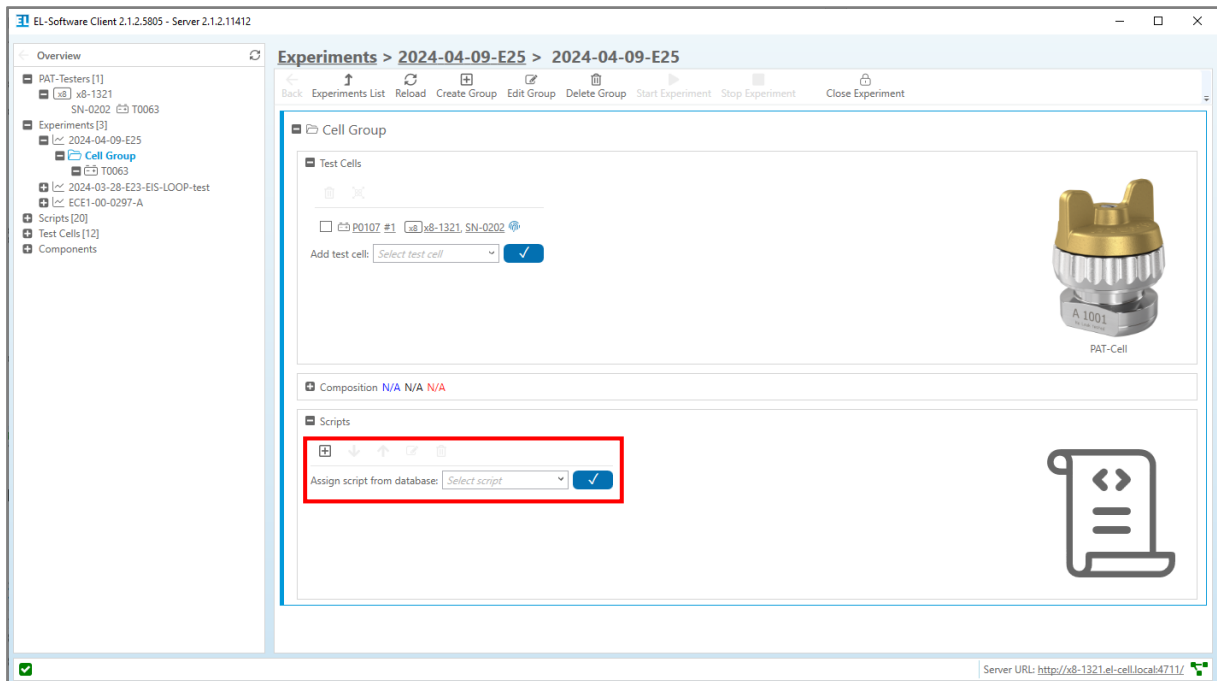 EL-Software Client 2.1.2.5805 - Server 2.1.2.11412
Overview
PAT-Testers [1]
x8 x8-1321
SN-0202 T0063
Experiments [3]
2024-04-09-E25
Cell Group
T0063
2024-03-28-E23-EIS-LOOP-test
ECE1-00-0297-A
Scripts [20]
Test Cells [12]
Components
Experiments > 2024-04-09-E25 > 2024-04-09-E25
Back Experiments List Reload Create Group Edit Group Delete Group Start Experiment Stop Experiment Close Experiment
Cell Group
Test Cells
P0107 #1 x8 x8-1321, SN-0202
Add test cell: Select test cell
A 1001
PAT-Cell
Composition N/A N/A N/A
Scripts
Assign script from database: Select script
Server URL: http://x8-1321.el-cell.local:4711/